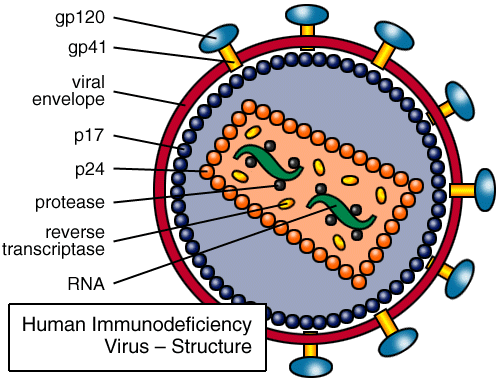 gp120
gp41
viral
envelope
p17
p24
protease
reverse
transcriptase
RNA
Human Immunodeficiency
Virus – Structure